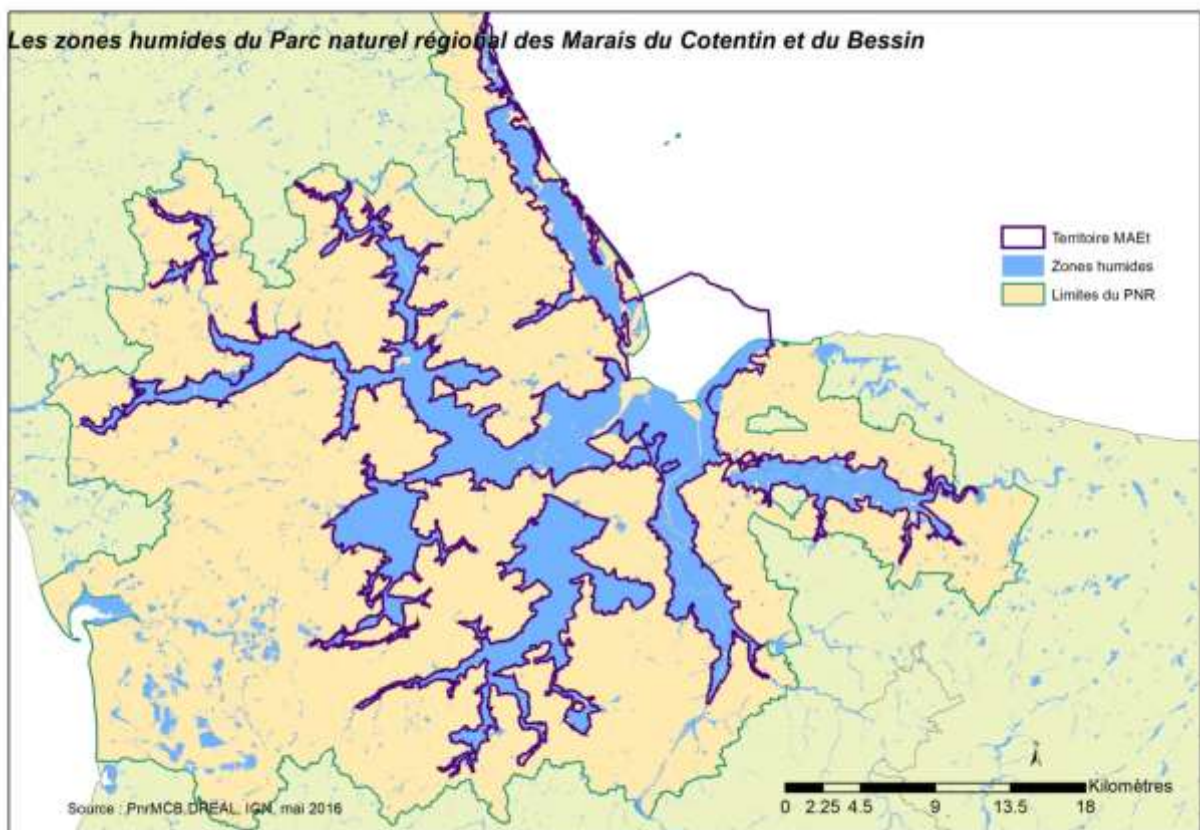 Les zones humides du Parc naturel régional des Marais du Cotentin et du Bessin
Territoire MAEt
Zones humides
Limites du PNR
Kilomètres
0 2.25 4.5 9 13.5 18
Source : PnrMCB,DREAL, IGN, mai 2016